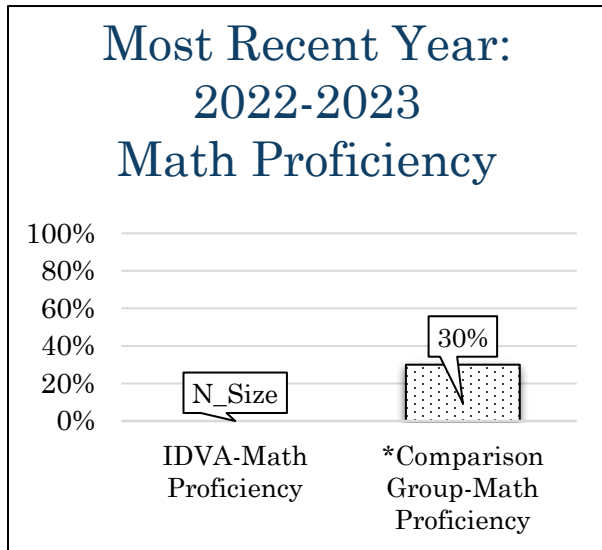 Most Recent Year:
2022-2023
Math Proficiency
100%
80%
60%
40%
20%
0%
N_Size
30%
IDVA-Math
Proficiency
*Comparison
Group-Math
Proficiency